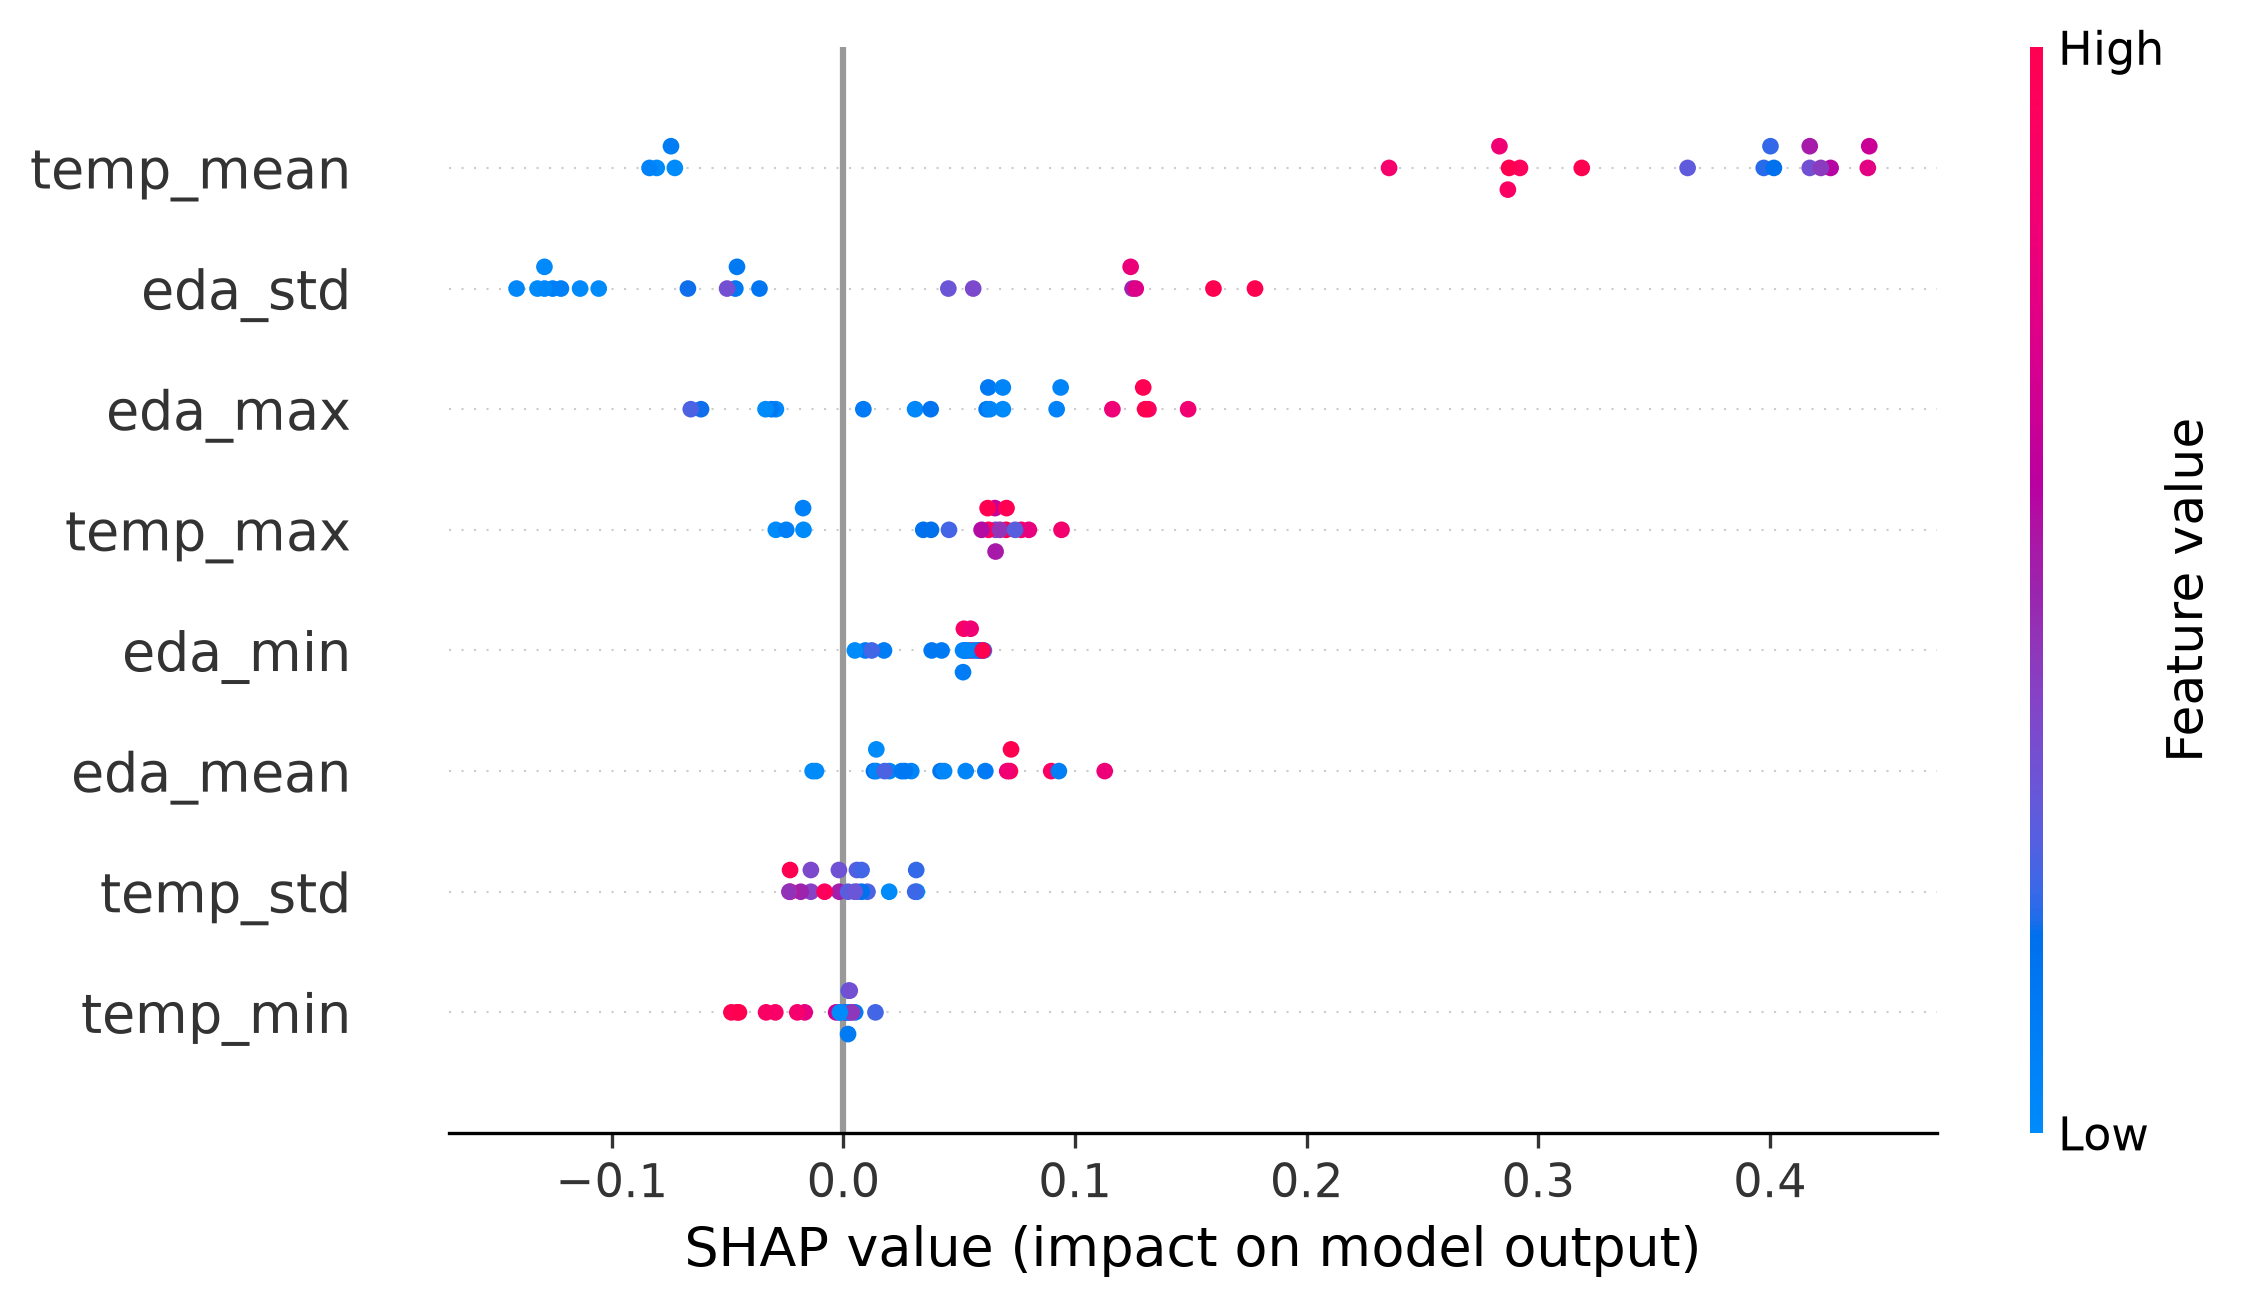 High
temp_mean
eda_std
eda_max
temp_max
eda_min
eda_mean
temp_std
temp_min
Feature value
Low
−0.1 0.0 0.1 0.2 0.3 0.4
SHAP value (impact on model output)